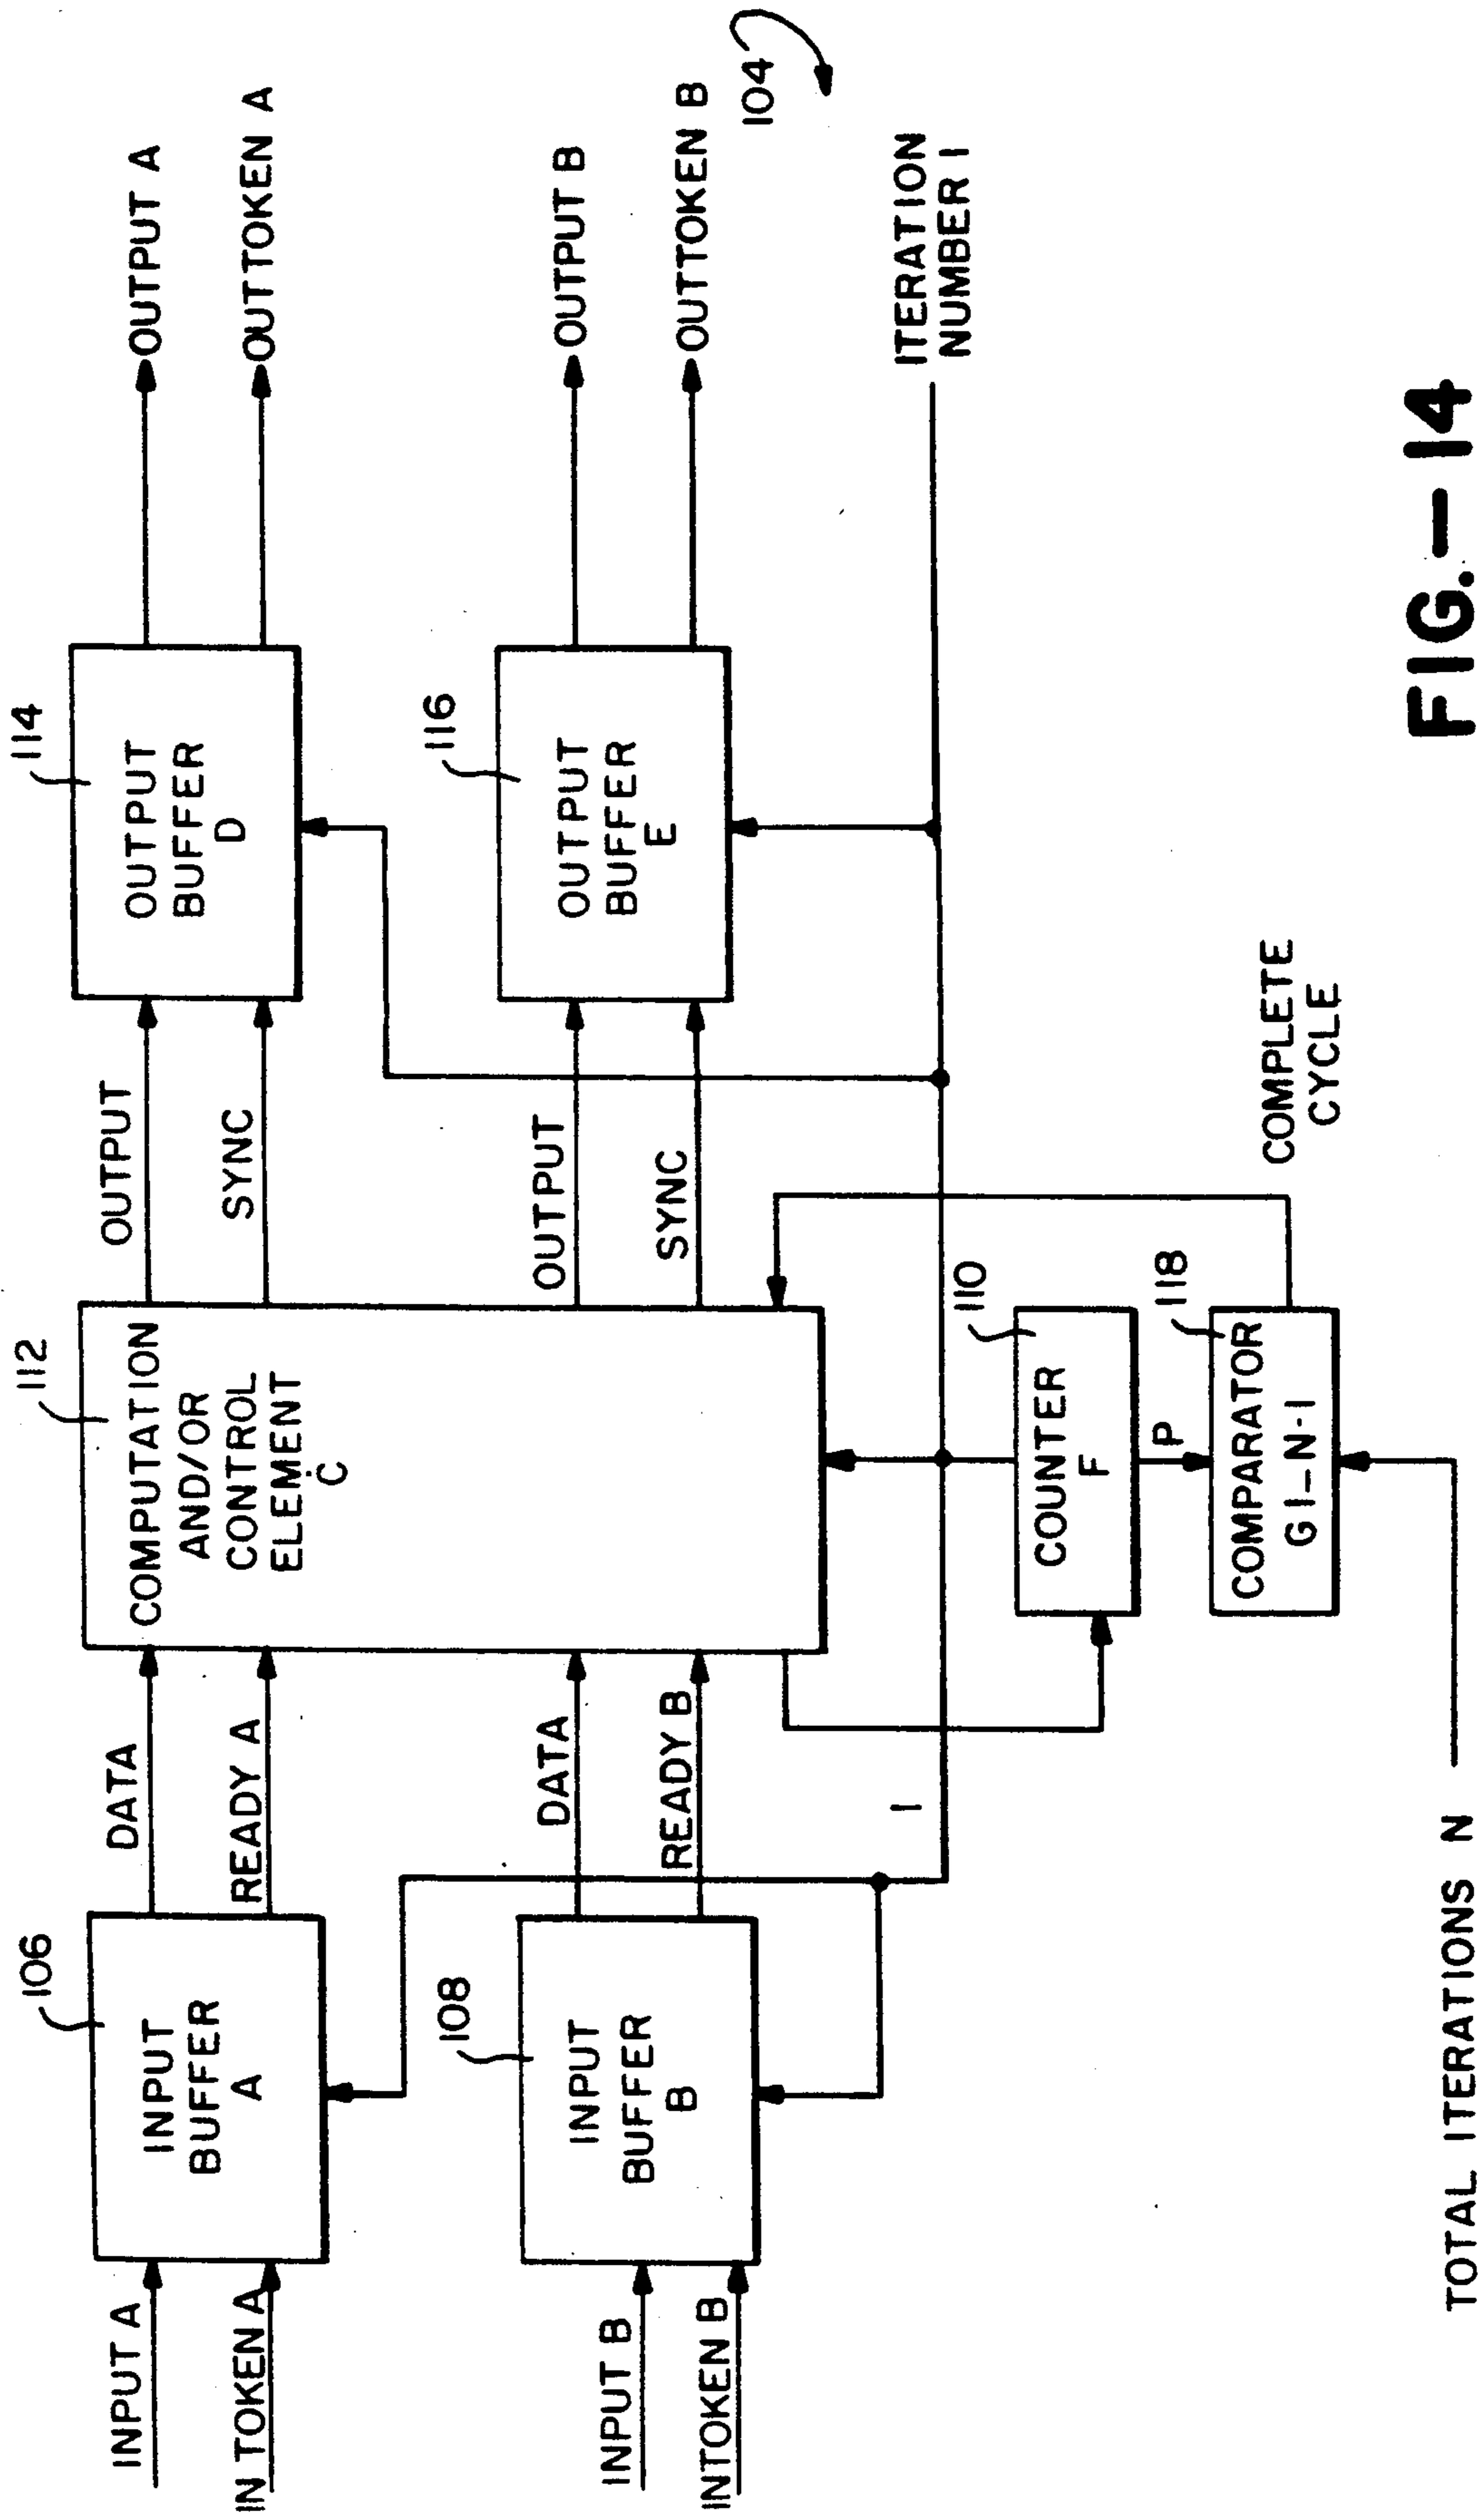 106
INPUT
BUFFER
A
INPUT A
IN TOKEN A
DATA
READY A
112
COMPUTATION
AND/OR
CONTROL
ELEMENT
C
OUTPUT
SYNC
114
OUTPUT
BUFFER
D
OUTPUT A
OUTTOKEN A
108
INPUT
BUFFER
B
INPUT B
INTOKEN B
DATA
READY B
OUTPUT
SYNC
116
OUTPUT
BUFFER
E
OUTPUT B
OUTTOKEN B
104
I
ITERATION
NUMBER I
110
COUNTER
F
P
118
COMPARATOR
G I-N-I
COMPLETE
CYCLE
TOTAL ITERATIONS N
FIG.-14